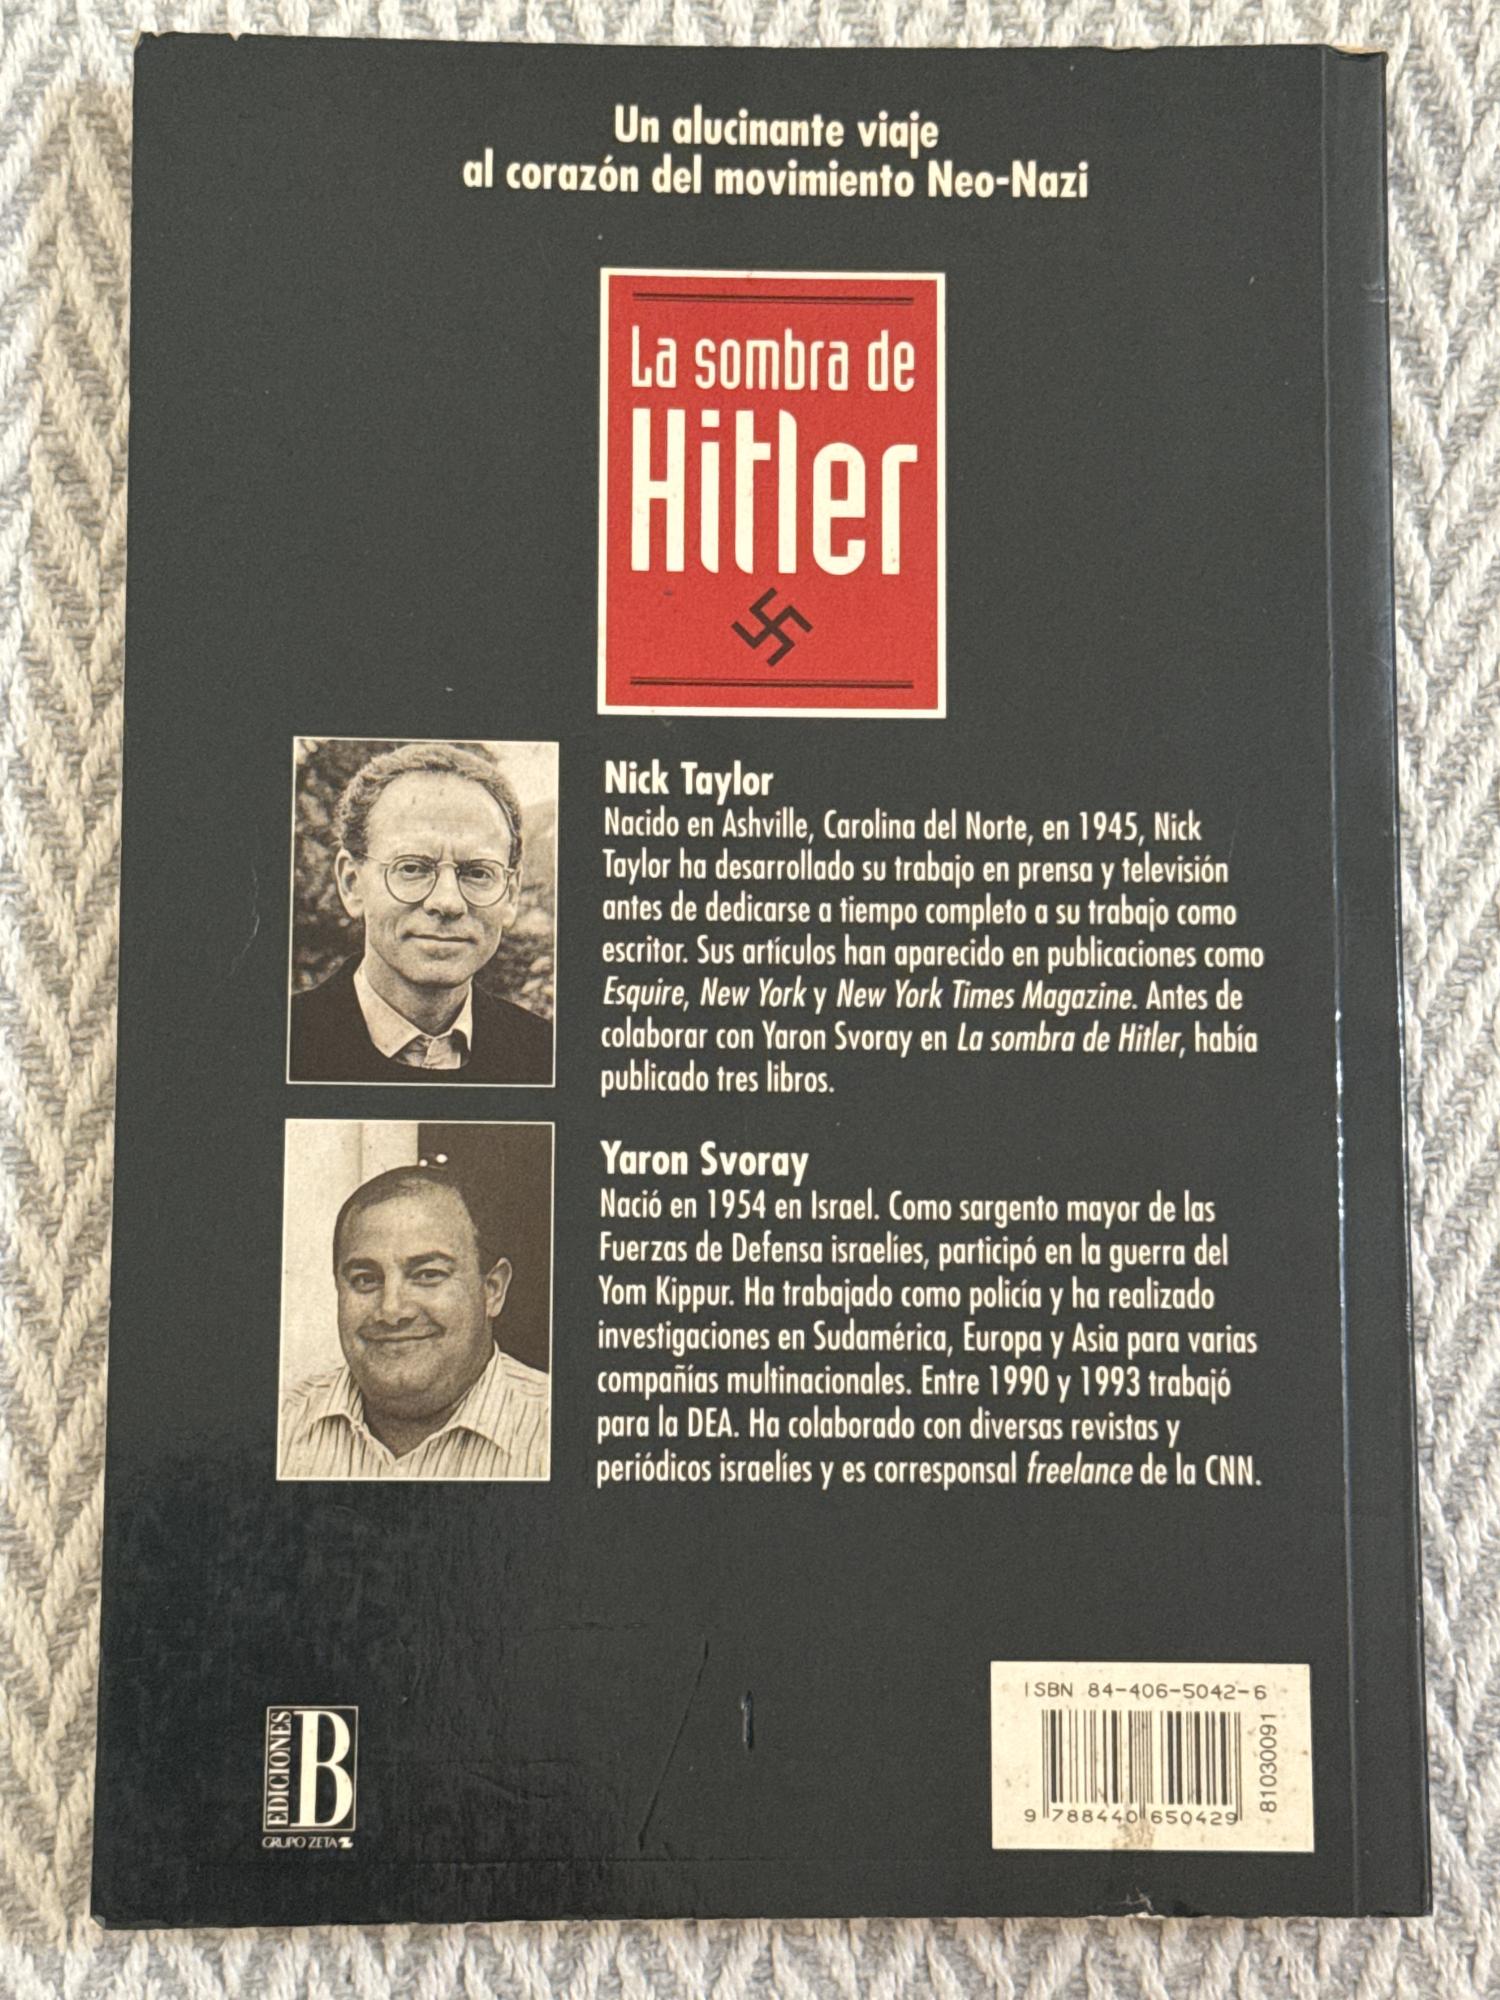 Un alucinante viaje
al corazón del movimiento Neo-Nazi
La sombra de
Hitler
Nick Taylor
Nacido en Ashville, Carolina del Norte, en 1945, Nick
Taylor ha desarrollado su trabajo en prensa y televisión
antes de dedicarse a tiempo completo a su trabajo como
escritor. Sus artículos han aparecido en publicaciones como
Esquire, New York y New York Times Magazine. Antes de
colaborar con Yaron Svoray en La sombra de Hitler, había
publicado tres libros.
Yaron Svoray
Nació en 1954 en Israel. Como sargento mayor de las
Fuerzas de Defensa israelíes, participó en la guerra del
Yom Kippur. Ha trabajado como policía y ha realizado
investigaciones en Sudamérica, Europa y Asia para varias
compañías multinacionales. Entre 1990 y 1993 trabajó
para la DEA. Ha colaborado con diversas revistas y
periódicos israelíes y es corresponsal freelance de la CNN.
EDICIONES
B
GRUPO ZETA
ISBN 84-406-5042-6
9 788440 650429
81030091